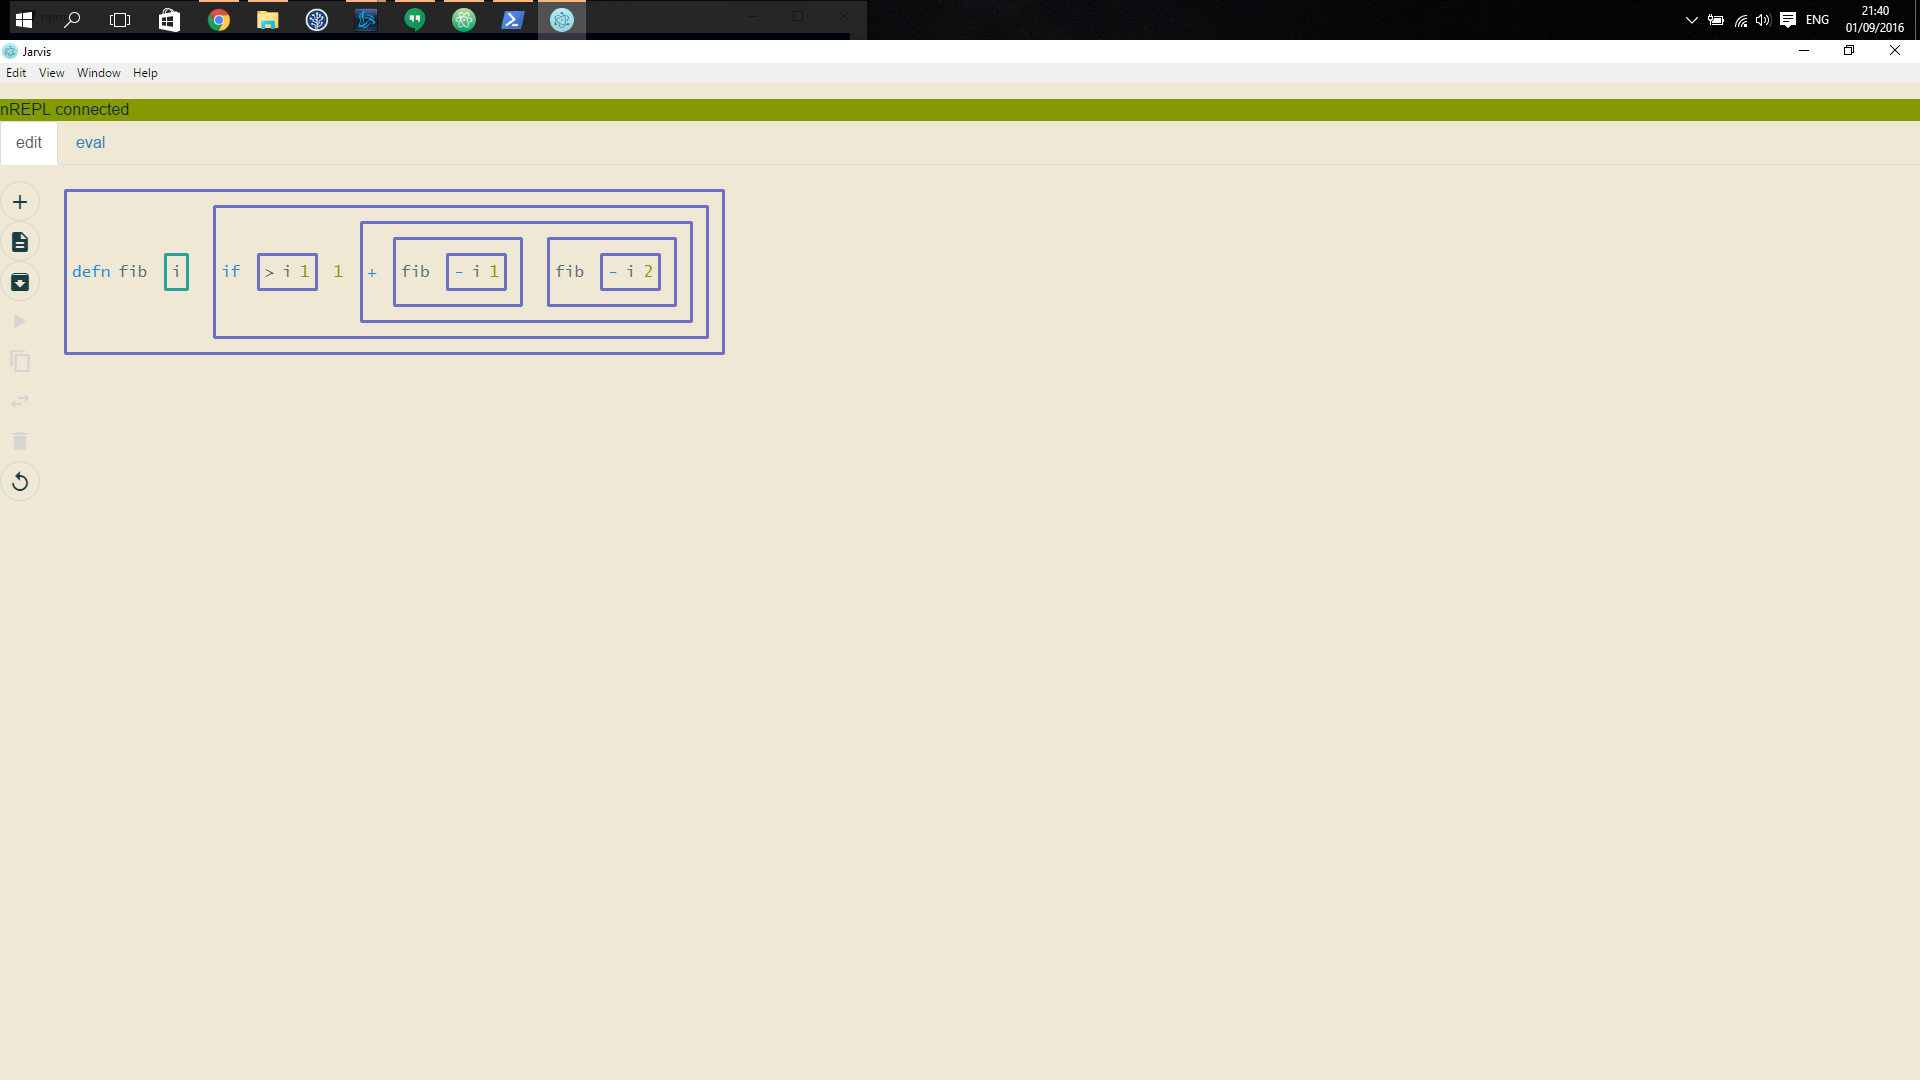 npm
21:40
ENG
01/09/2016
Jarvis
Edit View Window Help
nREPL connected
edit eval
defn fib i if > i 1 1 + fib - i 1 fib - i 2